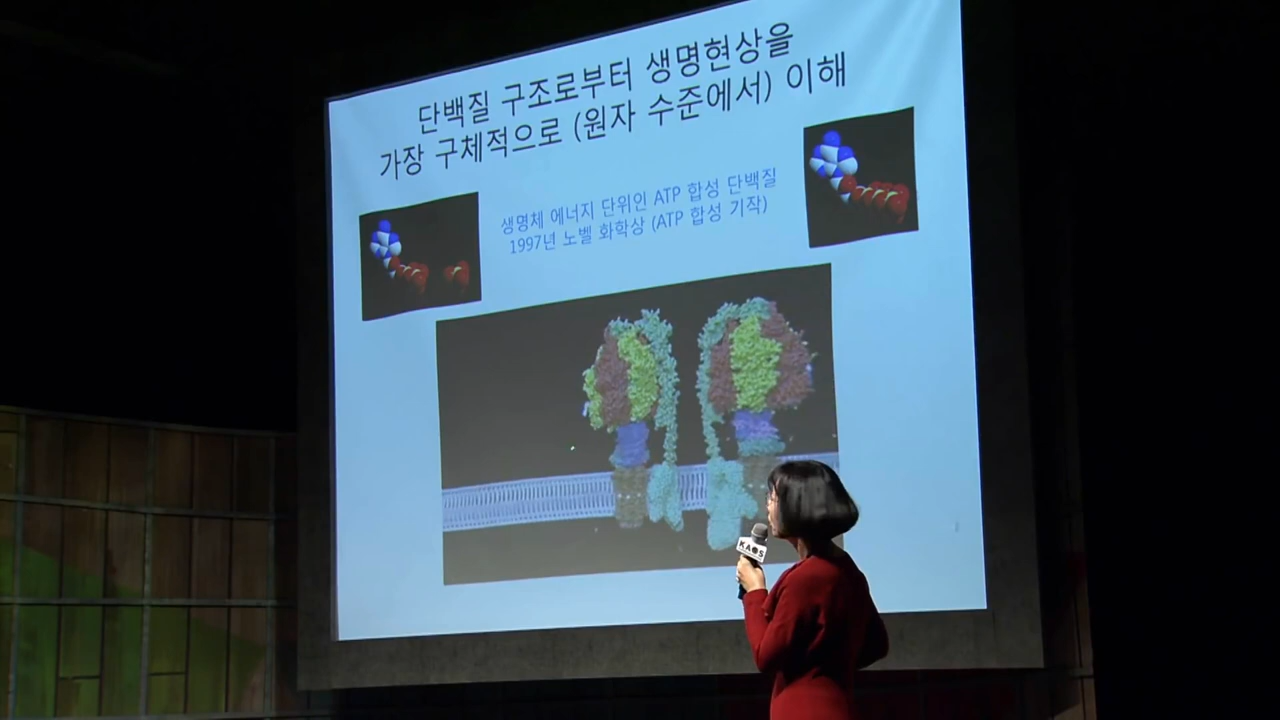 단백질 구조로부터 생명현상을
가장 구체적으로 (원자 수준에서) 이해
생명체 에너지 단위인 ATP 합성 단백질
1997년 노벨 화학상 (ATP 합성 기작)
KAOS